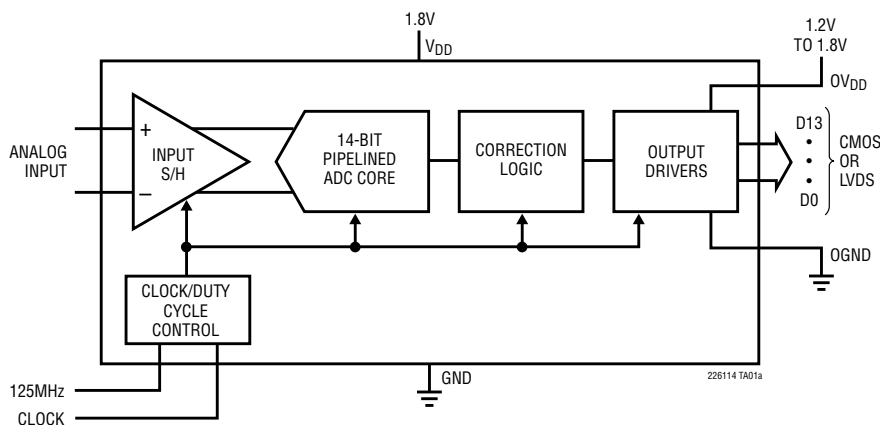 1.8V
VDD
1.2V
TO 1.8V
OVDD
ANALOG
INPUT
+
−
INPUT
S/H
14-BIT
PIPELINED
ADC CORE
CORRECTION
LOGIC
OUTPUT
DRIVERS
D13
•
•
•
D0
CMOS
OR
LVDS
OGND
CLOCK/DUTY
CYCLE
CONTROL
GND
226114 TA01a
125MHz
CLOCK